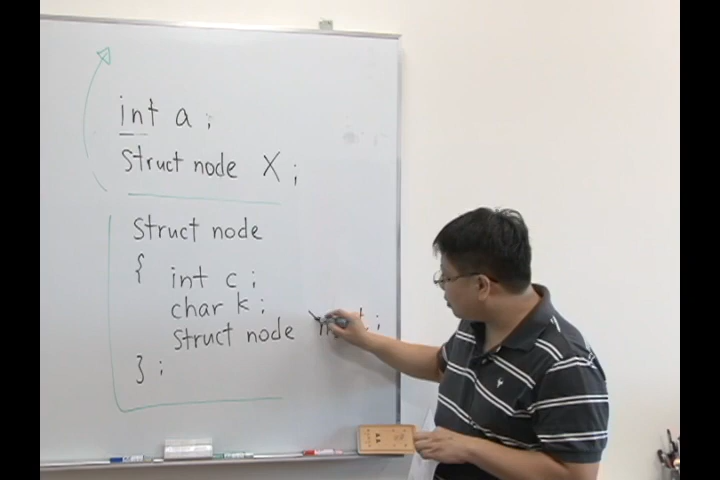 int a ;
struct node X ;
struct node
{
int c ;
char k ;
struct node ;
} ;